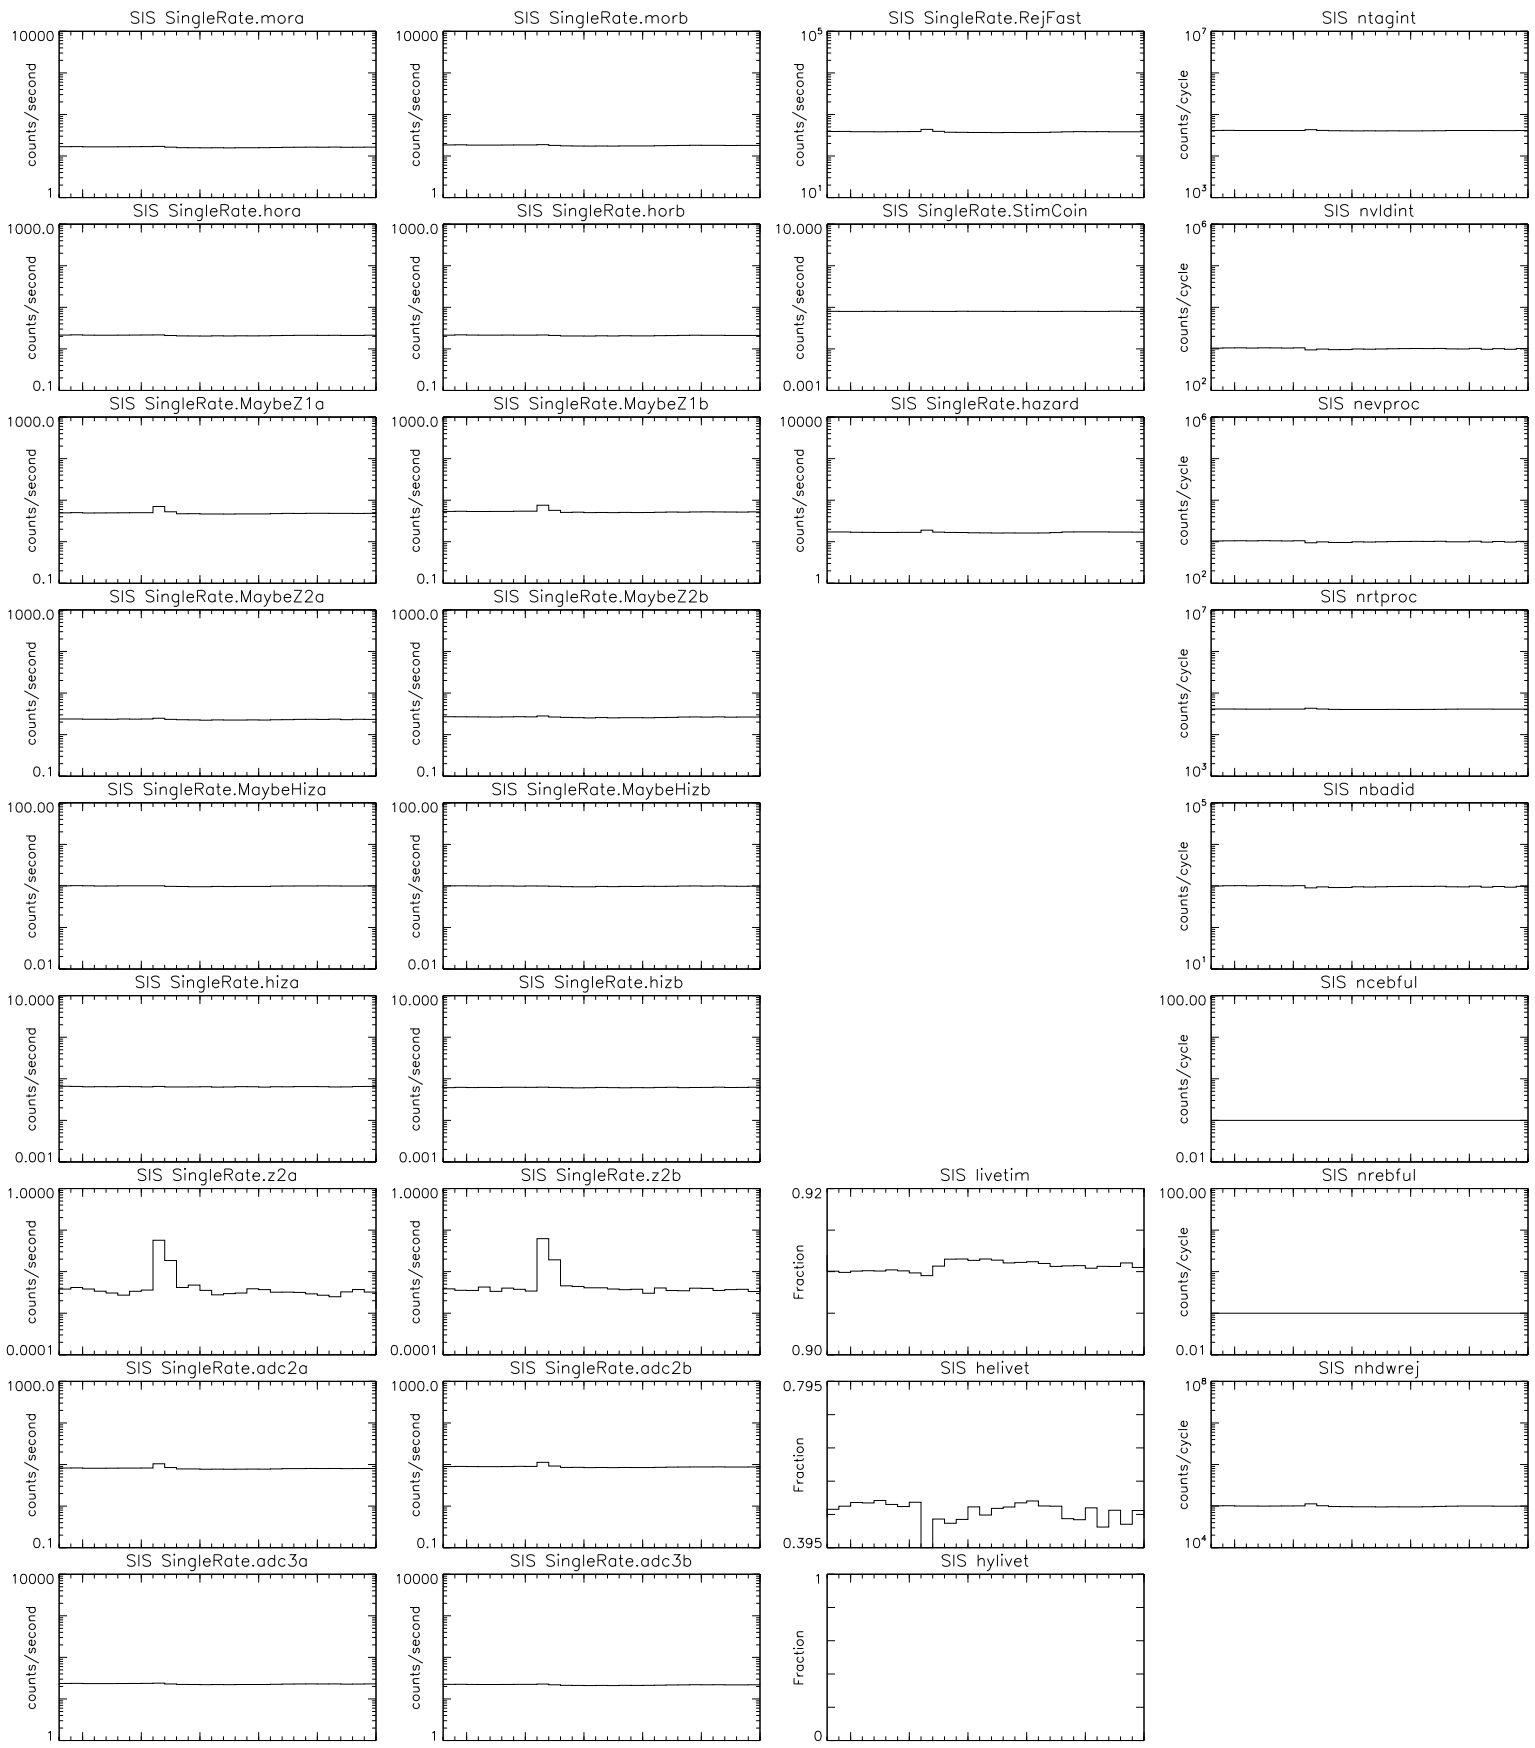 SIS SingleRate.mora
SIS SingleRate.morb
SIS SingleRate.RejFast
SIS ntagint
10000
counts/second
1
10000
counts/second
1
10^5
counts/second
10^1
10^7
counts/cycle
10^3
SIS SingleRate.hora
SIS SingleRate.horb
SIS SingleRate.StimCoin
SIS nvldint
1000.0
counts/second
0.1
1000.0
counts/second
0.1
10.000
counts/second
0.001
10^6
counts/cycle
10^2
SIS SingleRate.MaybeZ1a
SIS SingleRate.MaybeZ1b
SIS SingleRate.hazard
SIS nevproc
1000.0
counts/second
0.1
1000.0
counts/second
0.1
10000
counts/second
1
10^6
counts/cycle
10^2
SIS SingleRate.MaybeZ2a
SIS SingleRate.MaybeZ2b
SIS nrtproc
1000.0
counts/second
0.1
1000.0
counts/second
0.1
10^7
counts/cycle
10^3
SIS SingleRate.MaybeHiza
SIS SingleRate.MaybeHizb
SIS nbadid
100.00
counts/second
0.01
100.00
counts/second
0.01
10^5
counts/cycle
10^1
SIS SingleRate.hiza
SIS SingleRate.hizb
SIS ncebful
10.000
counts/second
0.001
10.000
counts/second
0.001
100.00
counts/cycle
0.01
SIS SingleRate.z2a
SIS SingleRate.z2b
SIS livetim
SIS nrebful
1.0000
counts/second
0.0001
1.0000
counts/second
0.0001
0.92
Fraction
0.90
100.00
counts/cycle
0.01
SIS SingleRate.adc2a
SIS SingleRate.adc2b
SIS helivet
SIS nhdwrej
1000.0
counts/second
0.1
1000.0
counts/second
0.1
0.795
Fraction
0.395
10^8
counts/cycle
10^4
SIS SingleRate.adc3a
SIS SingleRate.adc3b
SIS hylivet
10000
counts/second
1
10000
counts/second
1
1
Fraction
0